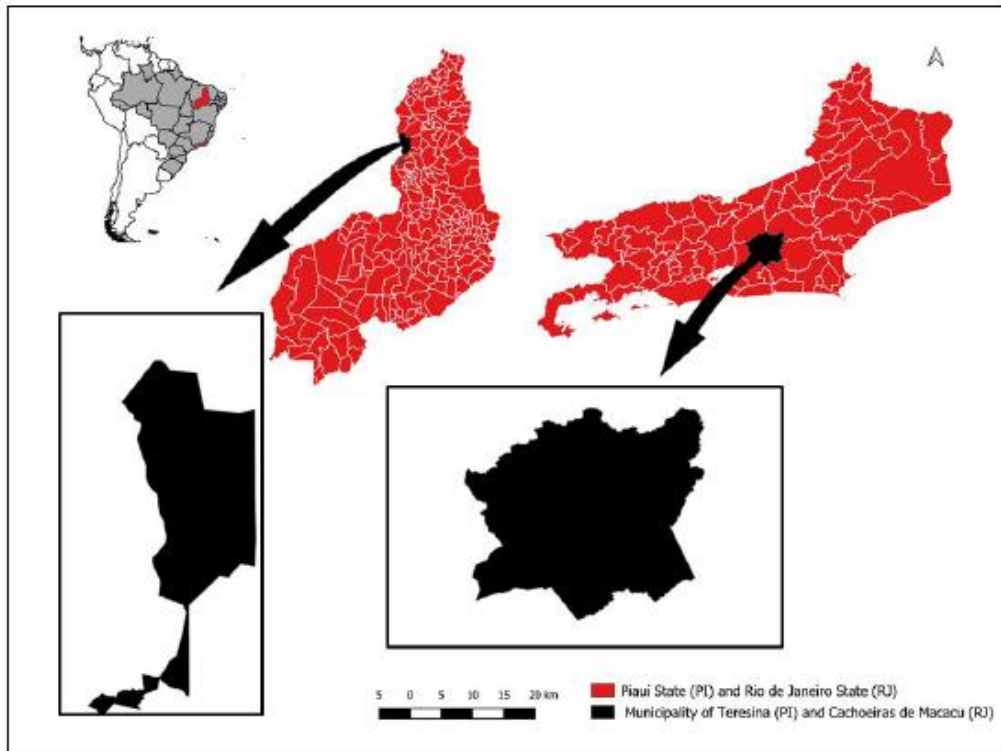 5 0 5 10 15 20 km
Piauí State (PI) and Rio de Janeiro State (RJ)
Municipality of Teresina (PI) and Cachoeiras de Macacu (RJ)